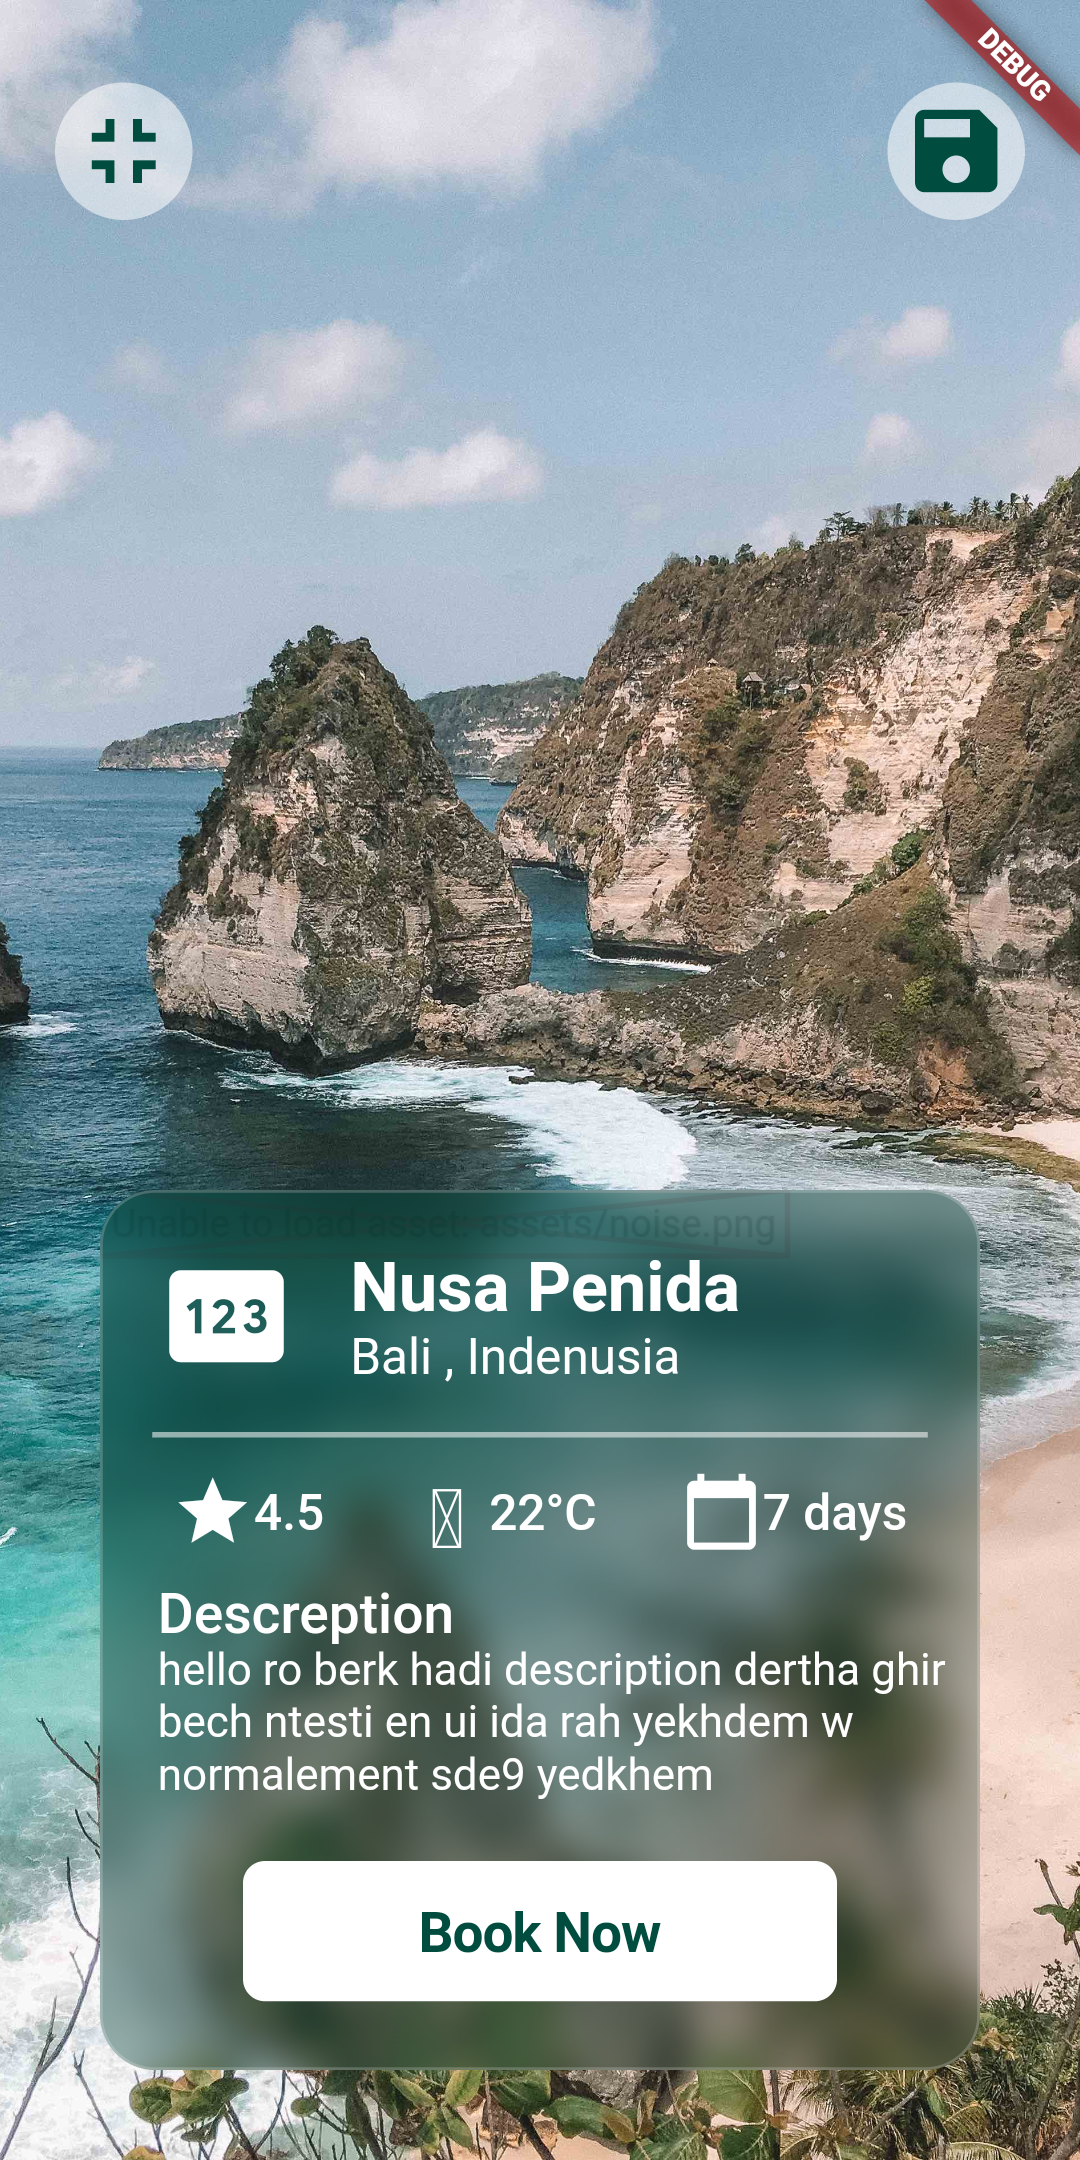 DEBUG
Unable to load asset: assets/noise.png
123
Nusa Penida
Bali , Indenusia
4.5
22°C
7 days
Descreption
hello ro berk hadi description dertha ghir
bech ntesti en ui ida rah yekhdem w
normalement sde9 yedkhem
Book Now